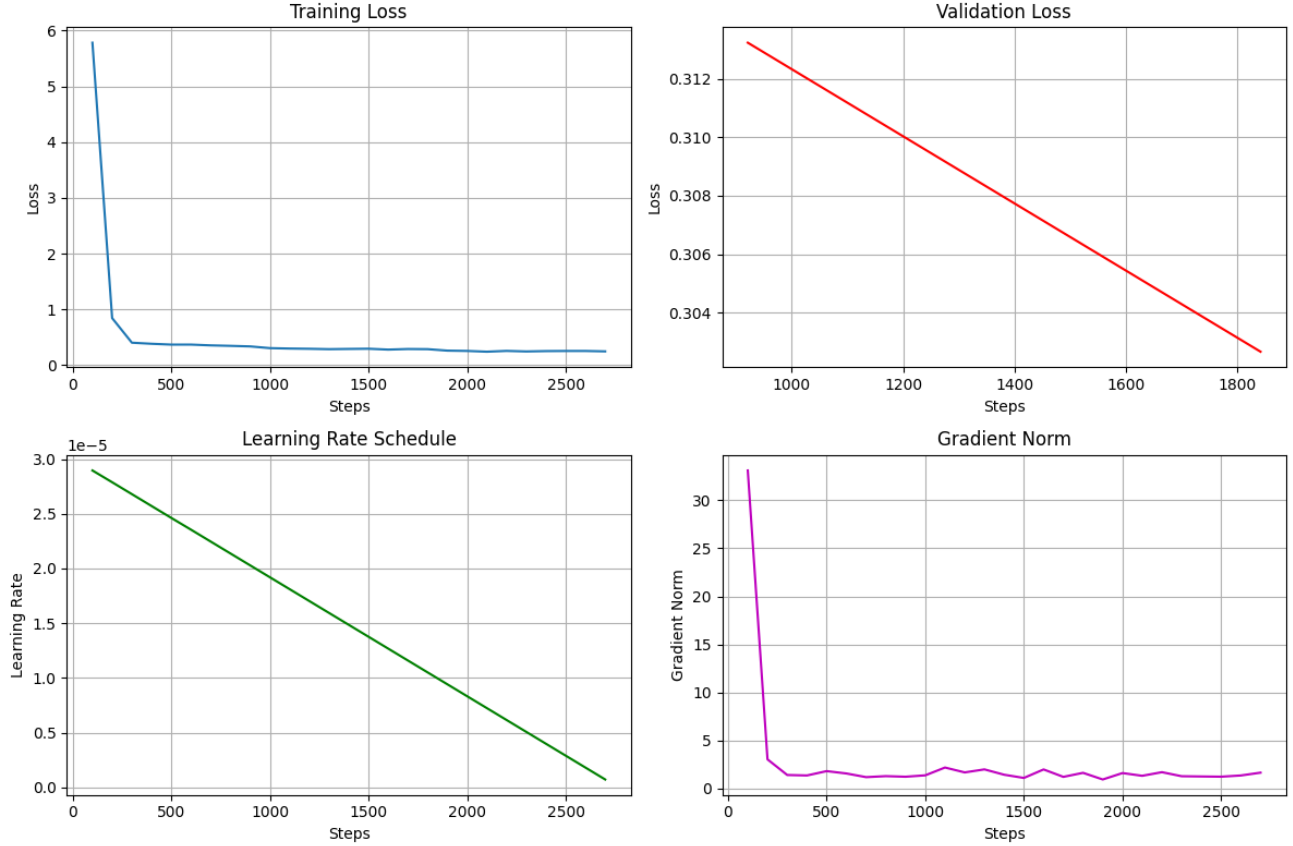 Training Loss
6
5
4
3
2
1
0
Loss
0 500 1000 1500 2000 2500
Steps
Validation Loss
0.312
0.310
0.308
0.306
0.304
Loss
1000 1200 1400 1600 1800
Steps
Learning Rate Schedule
1e−5
3.0
2.5
2.0
1.5
1.0
0.5
0.0
Learning Rate
0 500 1000 1500 2000 2500
Steps
Gradient Norm
30
25
20
15
10
5
0
Gradient Norm
0 500 1000 1500 2000 2500
Steps